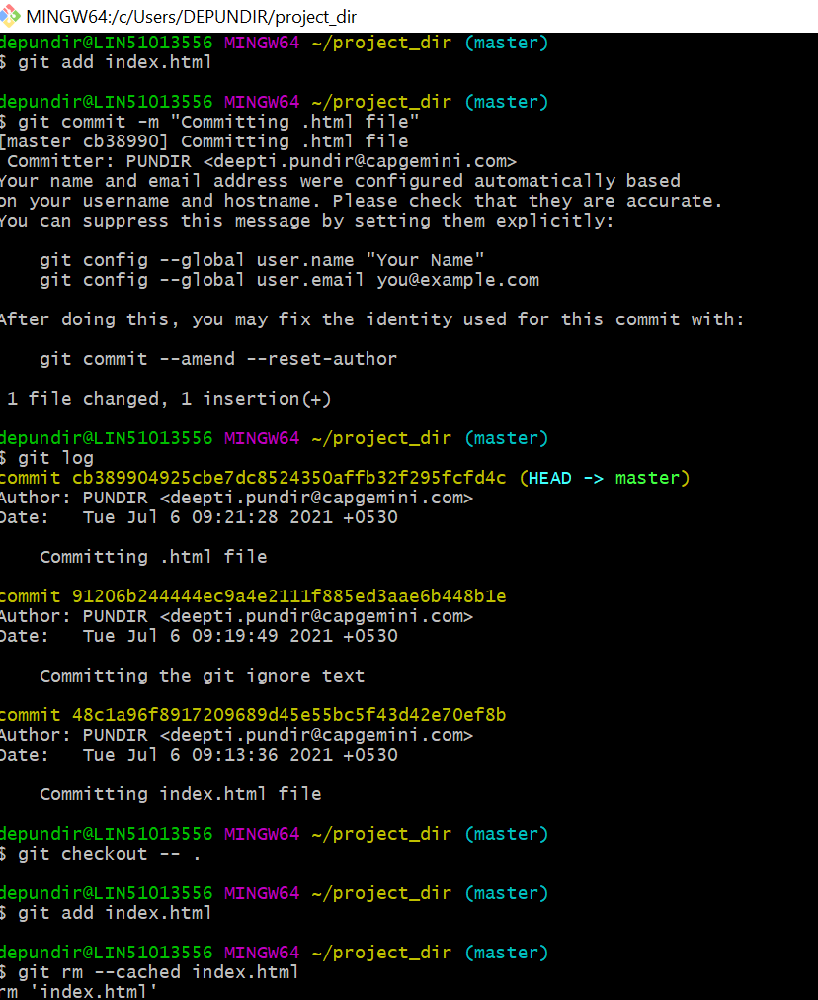 MINGW64:/c/Users/DEPUNDIR/project_dir
depundir@LIN51013556 MINGW64 ~/project_dir (master)
$ git add index.html
depundir@LIN51013556 MINGW64 ~/project_dir (master)
$ git commit -m "Committing .html file"
[master cb38990] Committing .html file
Committer: PUNDIR <deepti.pundir@capgemini.com>
Your name and email address were configured automatically based
on your username and hostname. Please check that they are accurate.
You can suppress this message by setting them explicitly:
git config --global user.name "Your Name"
git config --global user.email you@example.com
After doing this, you may fix the identity used for this commit with:
git commit --amend --reset-author
1 file changed, 1 insertion(+)
depundir@LIN51013556 MINGW64 ~/project_dir (master)
$ git log
commit cb389904925cbe7dc8524350affb32f295fcfd4c (HEAD -> master)
Author: PUNDIR <deepti.pundir@capgemini.com>
Date: Tue Jul 6 09:21:28 2021 +0530
Committing .html file
commit 91206b244444ec9a4e2111f885ed3aae6b448b1e
Author: PUNDIR <deepti.pundir@capgemini.com>
Date: Tue Jul 6 09:19:49 2021 +0530
Committing the git ignore text
commit 48c1a96f8917209689d45e55bc5f43d42e70ef8b
Author: PUNDIR <deepti.pundir@capgemini.com>
Date: Tue Jul 6 09:13:36 2021 +0530
Committing index.html file
depundir@LIN51013556 MINGW64 ~/project_dir (master)
$ git checkout -- .
depundir@LIN51013556 MINGW64 ~/project_dir (master)
$ git add index.html
depundir@LIN51013556 MINGW64 ~/project_dir (master)
$ git rm --cached index.html
rm 'index.html'